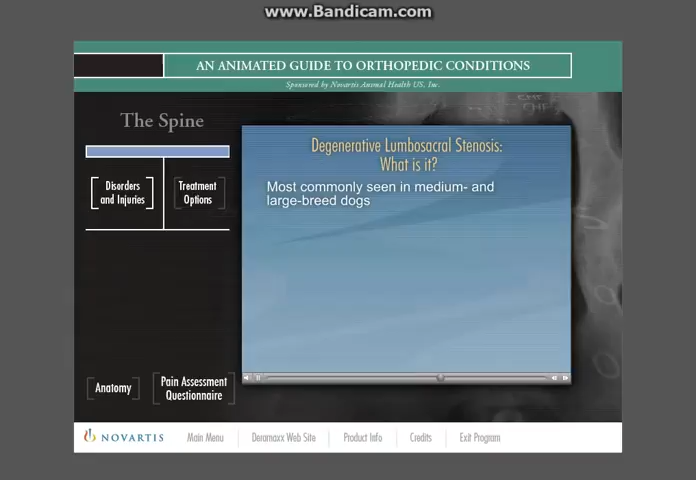 www.Bandicam.com
AN ANIMATED GUIDE TO ORTHOPEDIC CONDITIONS
Sponsored by Novartis Animal Health US, Inc.
The Spine
Degenerative Lumbosacral Stenosis:
What is it?
Most commonly seen in medium- and
large-breed dogs
Disorders
and Injuries
Treatment
Options
Anatomy
Pain Assessment
Questionnaire
NOVARTIS
Main Menu
Deramaxx Web Site
Product Info
Credits
Exit Program